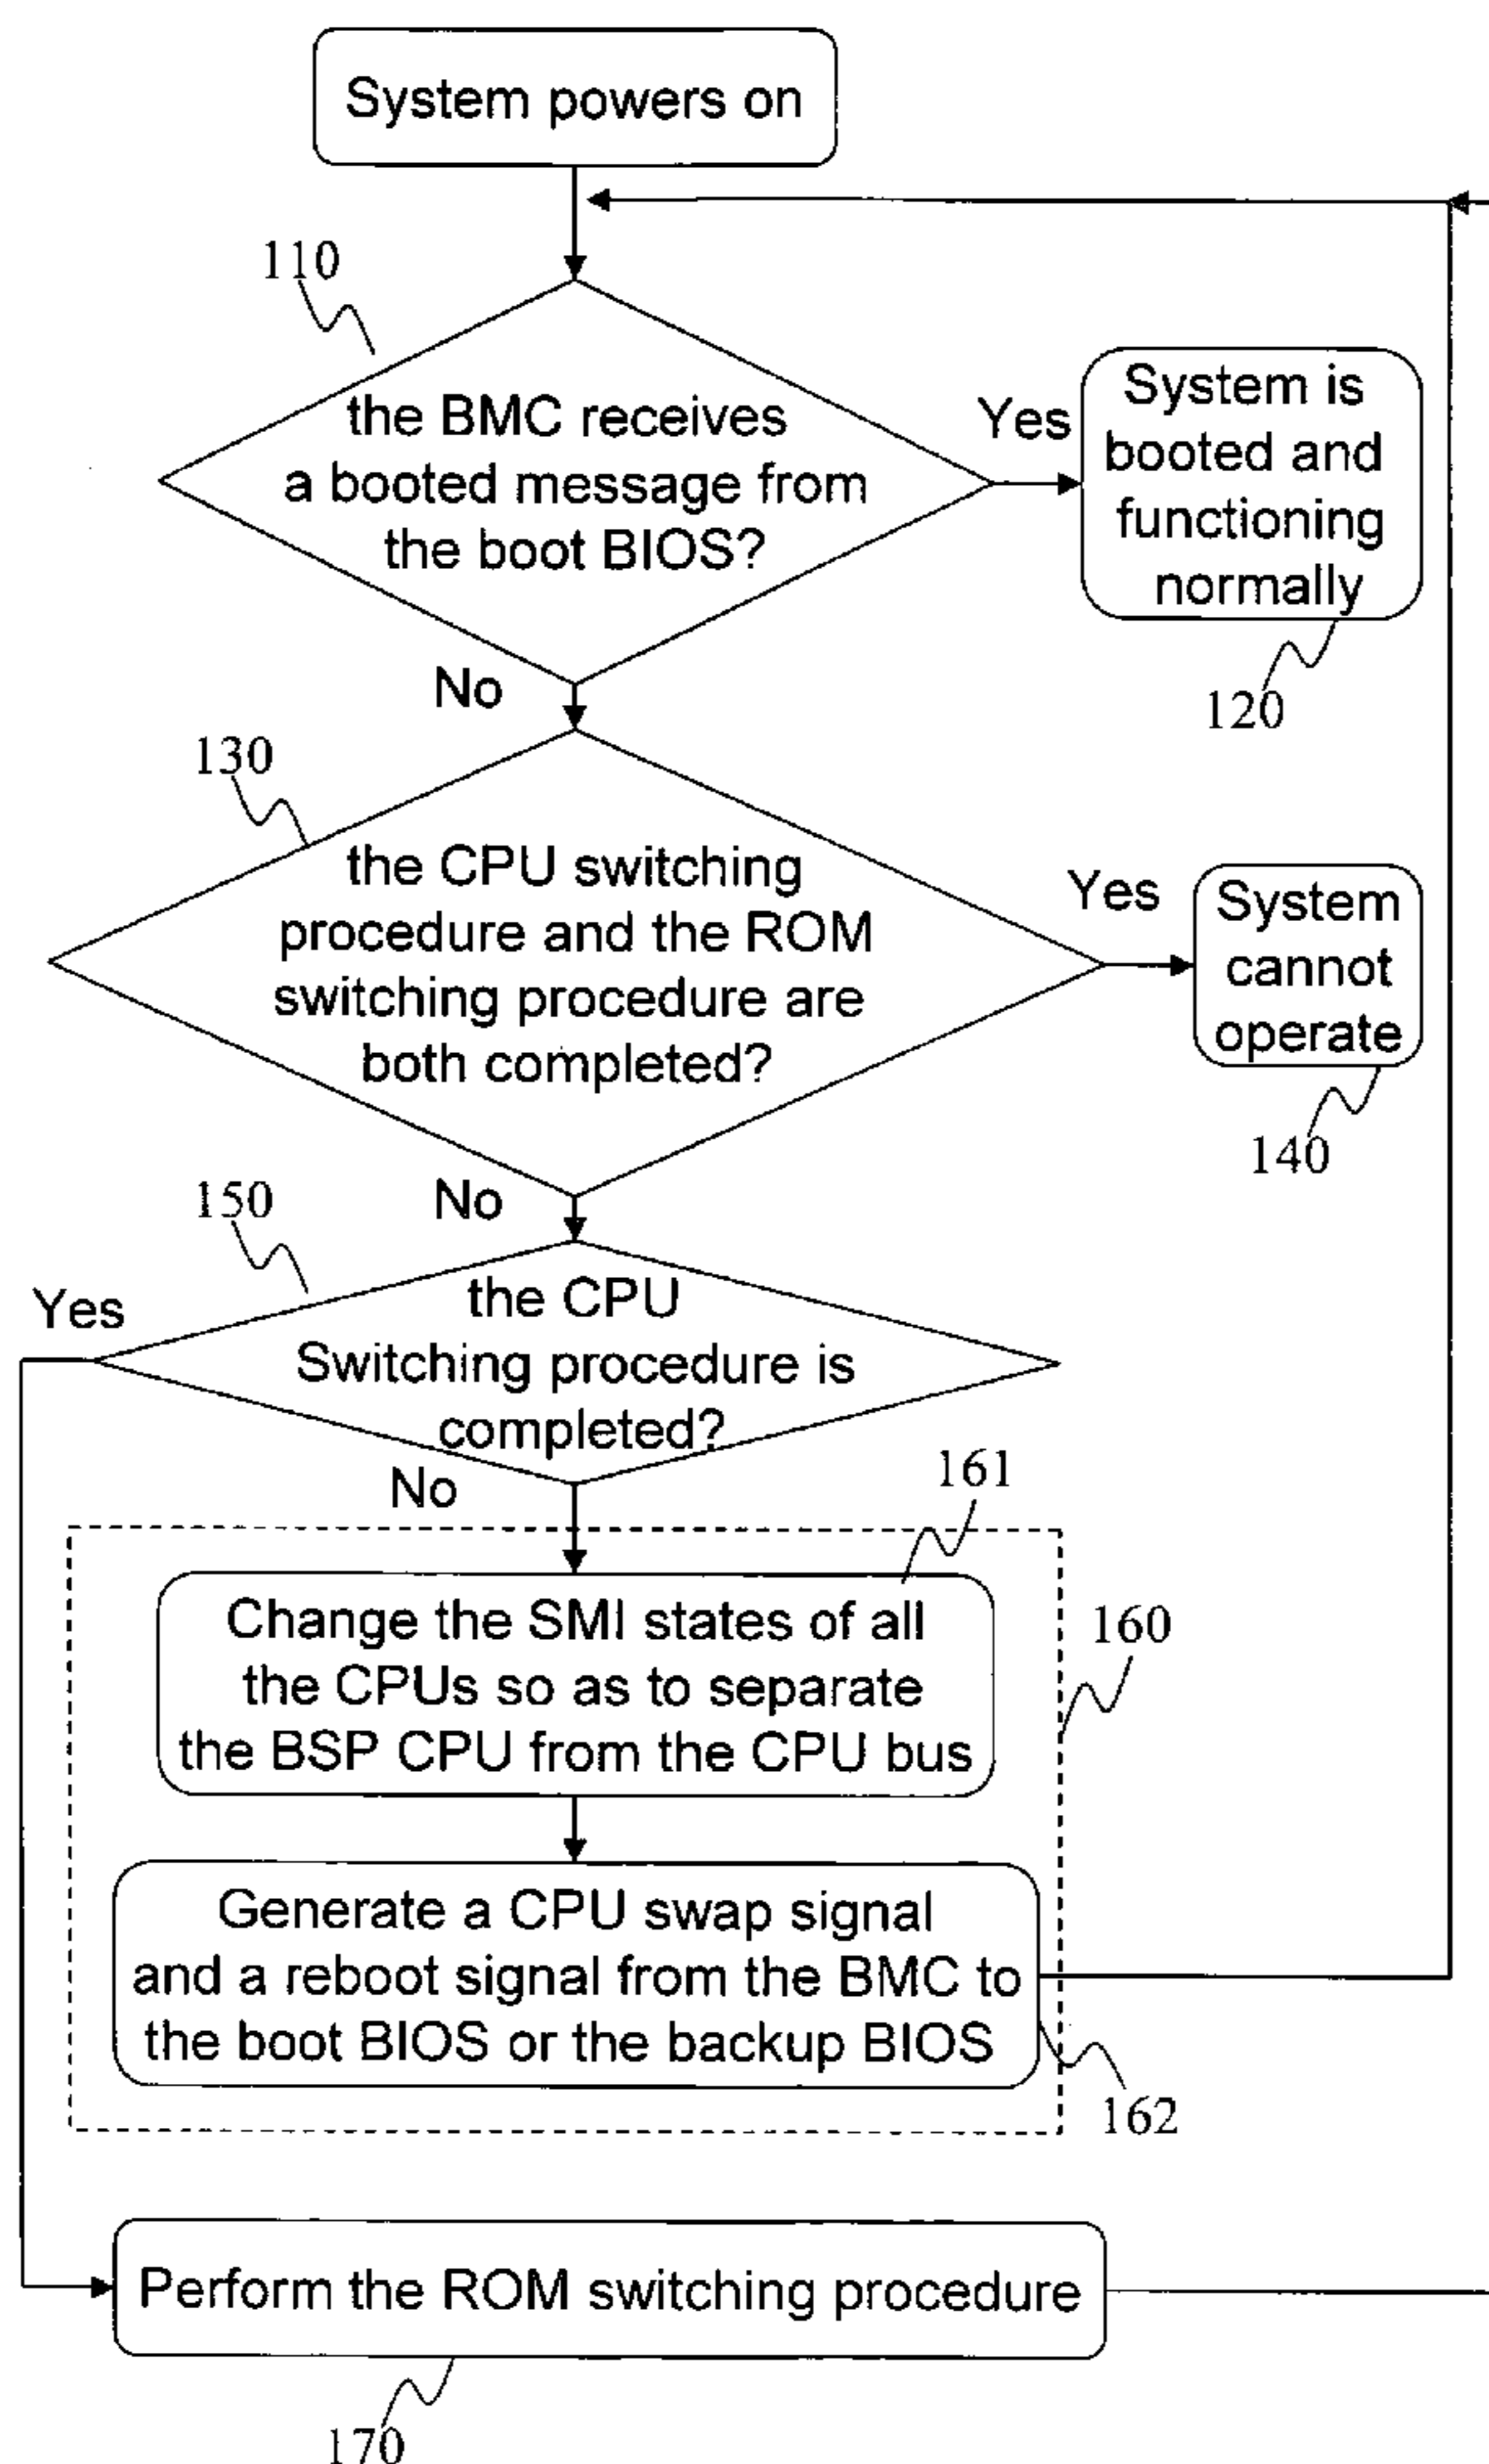 System powers on
110
the BMC receives
a booted message from
the boot BIOS?
Yes
System is
booted and
functioning
normally
120
No
130
the CPU switching
procedure and the ROM
switching procedure are
both completed?
Yes
System
cannot
operate
140
No
150
Yes
the CPU
Switching procedure is
completed?
No
161
Change the SMI states of all
the CPUs so as to separate
the BSP CPU from the CPU bus
160
Generate a CPU swap signal
and a reboot signal from the BMC to
the boot BIOS or the backup BIOS
162
Perform the ROM switching procedure
170